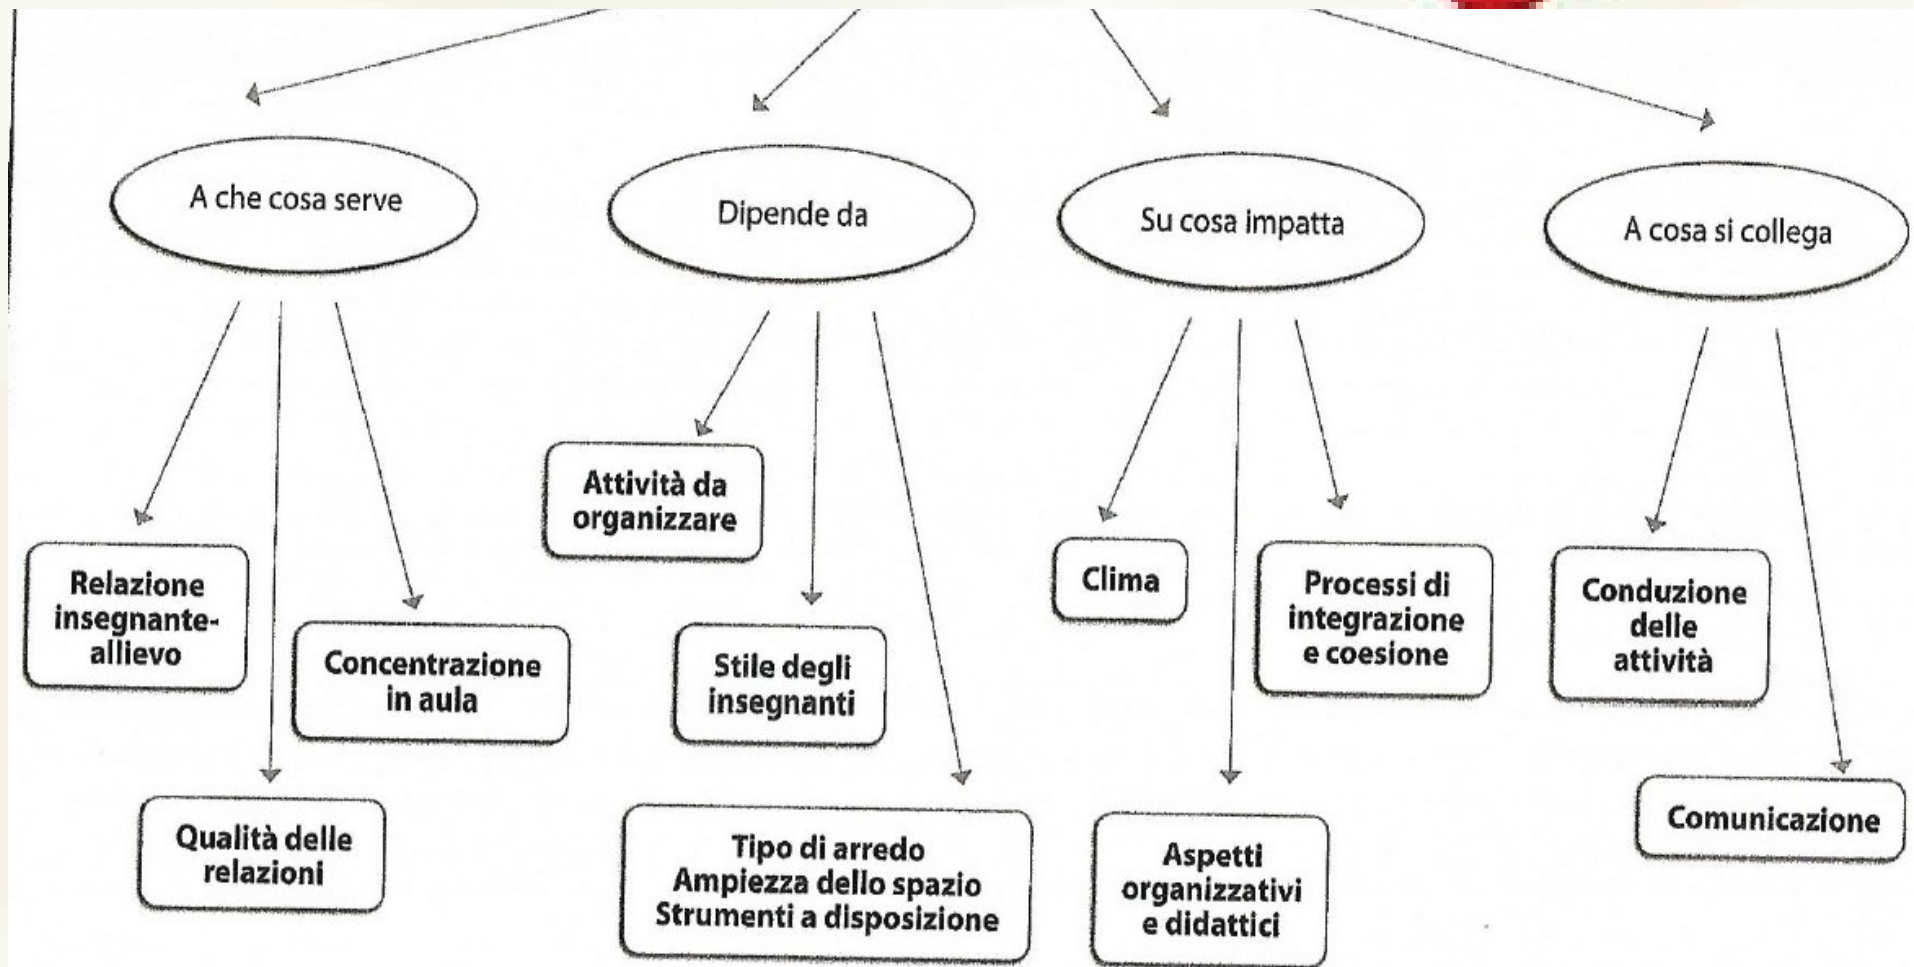 A che cosa serve
Dipende da
Su cosa impatta
A cosa si collega
Relazione
insegnante-
allievo
Qualità delle
relazioni
Concentrazione
in aula
Attività da
organizzare
Stile degli
insegnanti
Tipo di arredo
Ampiezza dello spazio
Strumenti a disposizione
Clima
Aspetti
organizzativi
e didattici
Processi di
integrazione
e coesione
Conduzione
delle
attività
Comunicazione